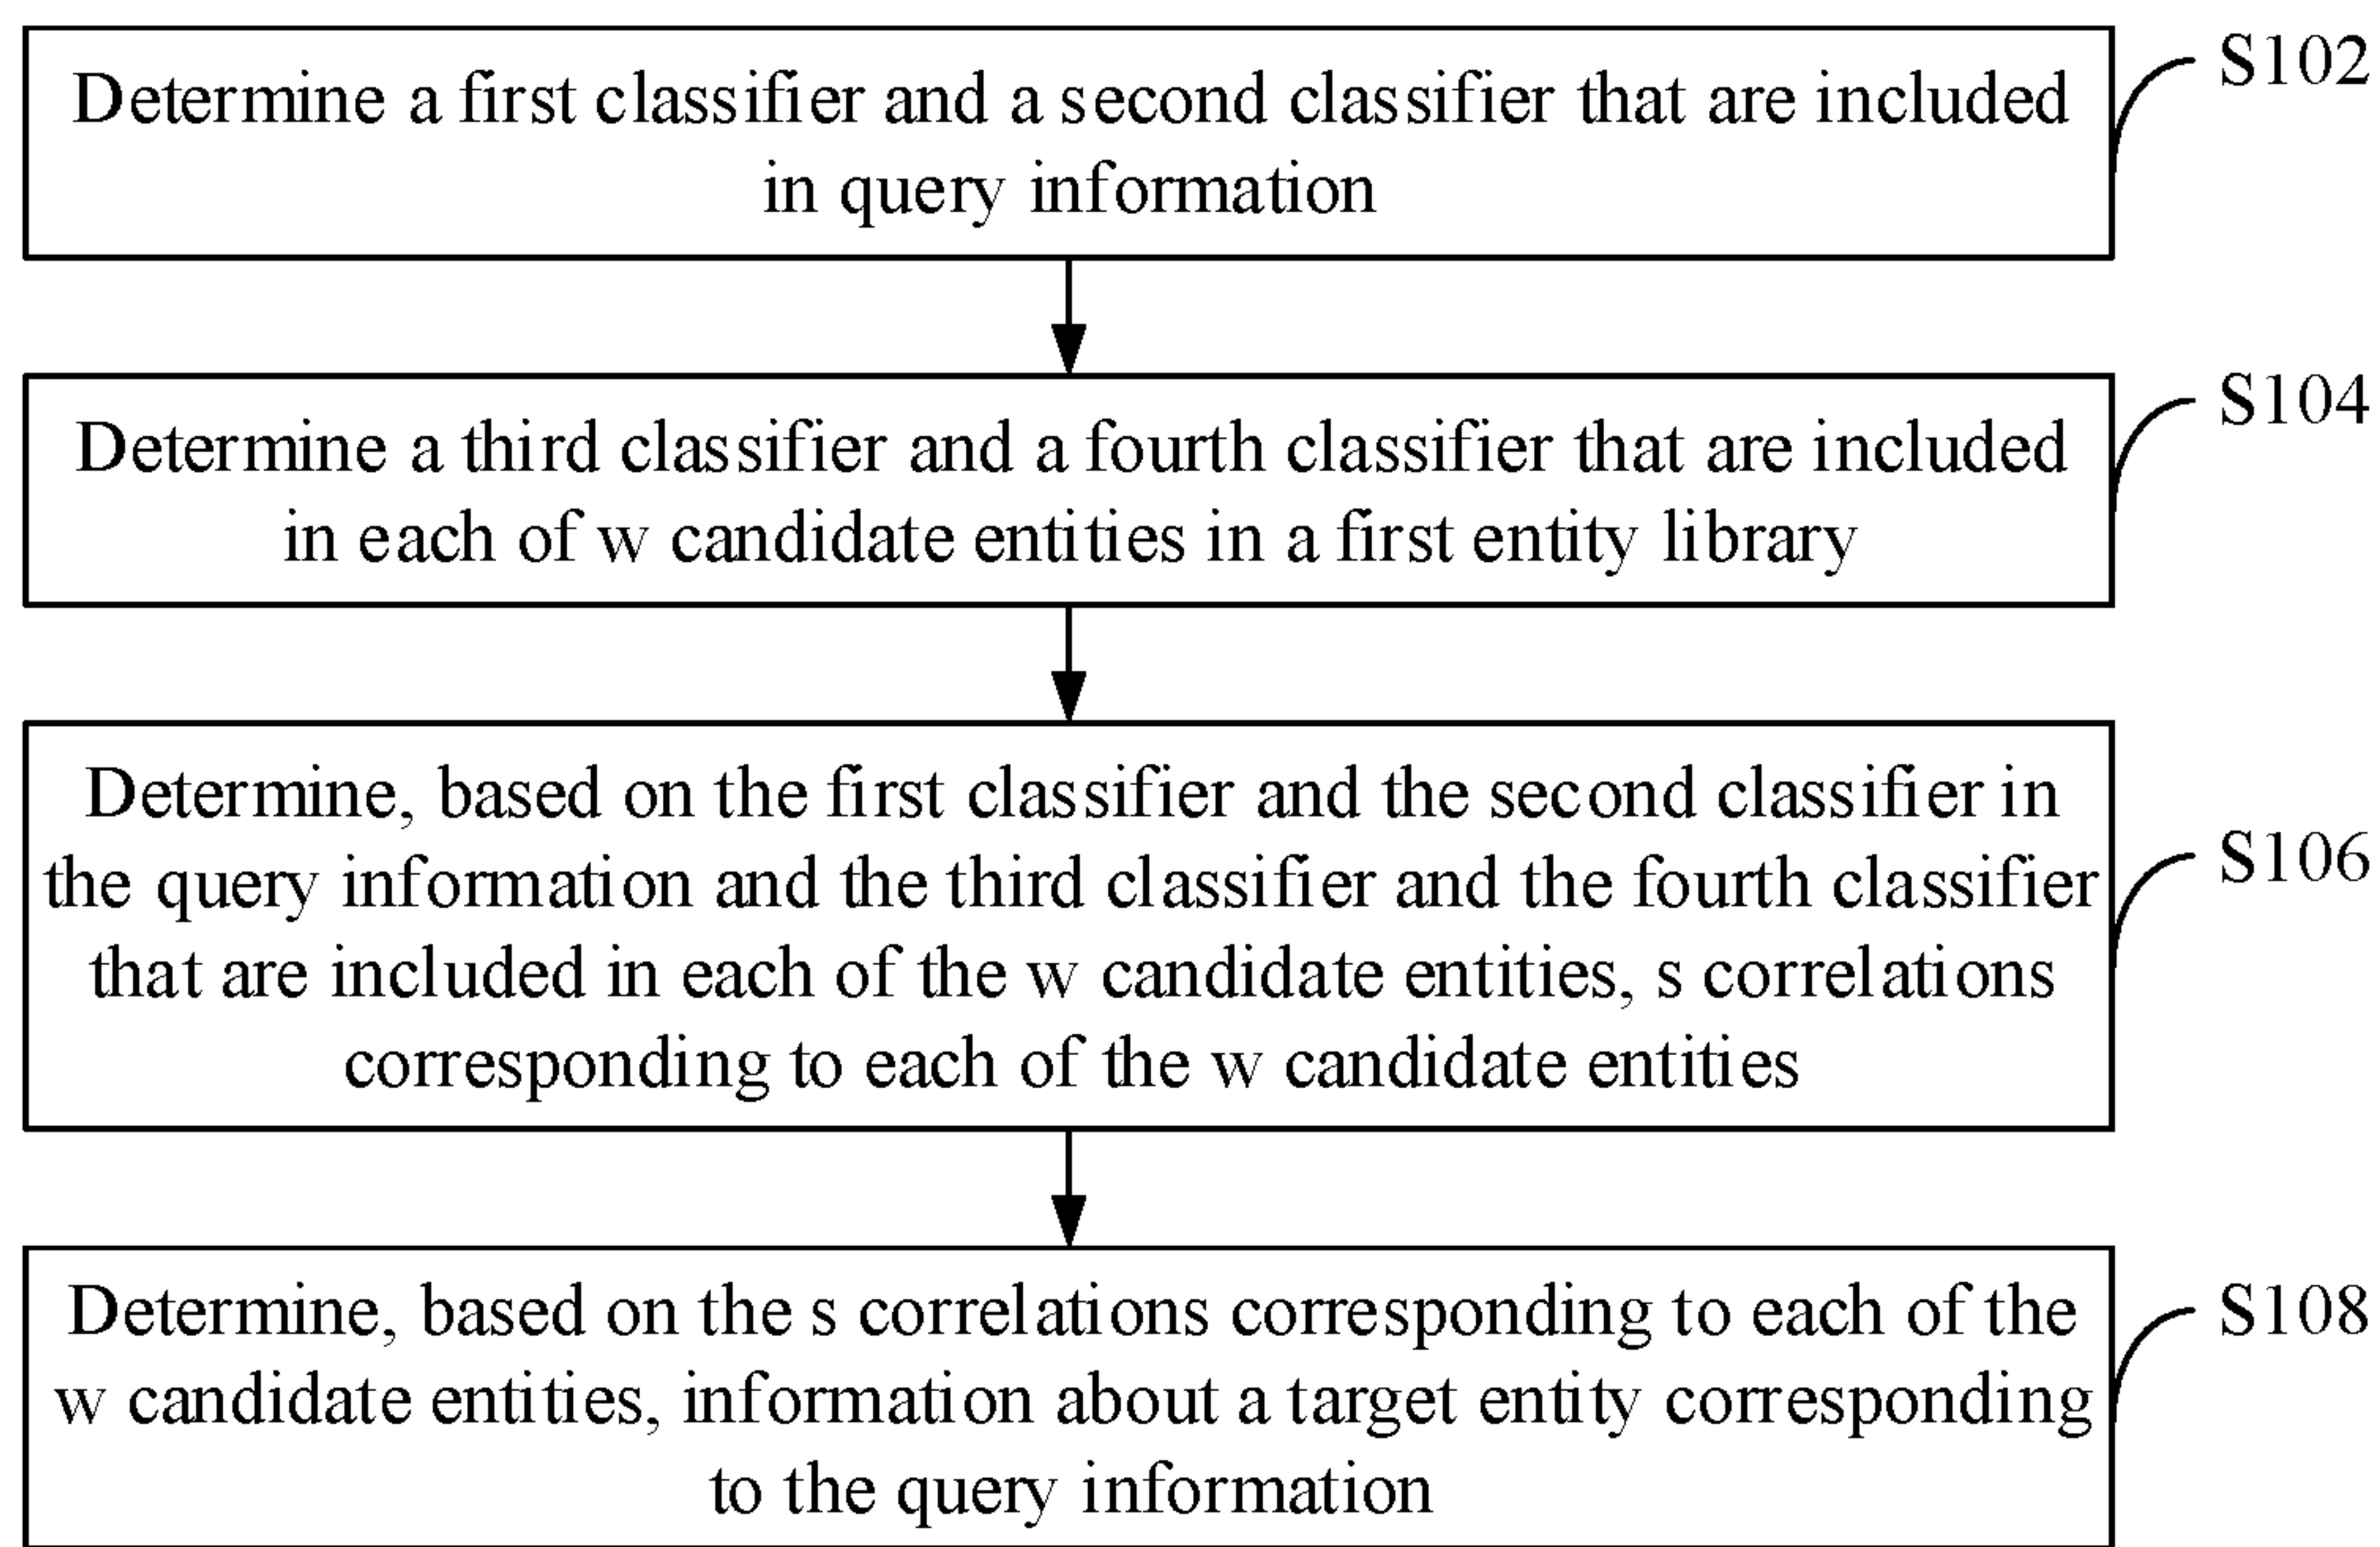 Determine a first classifier and a second classifier that are included
in query information
S102
Determine a third classifier and a fourth classifier that are included
in each of w candidate entities in a first entity library
S104
Determine, based on the first classifier and the second classifier in
the query information and the third classifier and the fourth classifier
that are included in each of the w candidate entities, s correlations
corresponding to each of the w candidate entities
S106
Determine, based on the s correlations corresponding to each of the
w candidate entities, information about a target entity corresponding
to the query information
S108